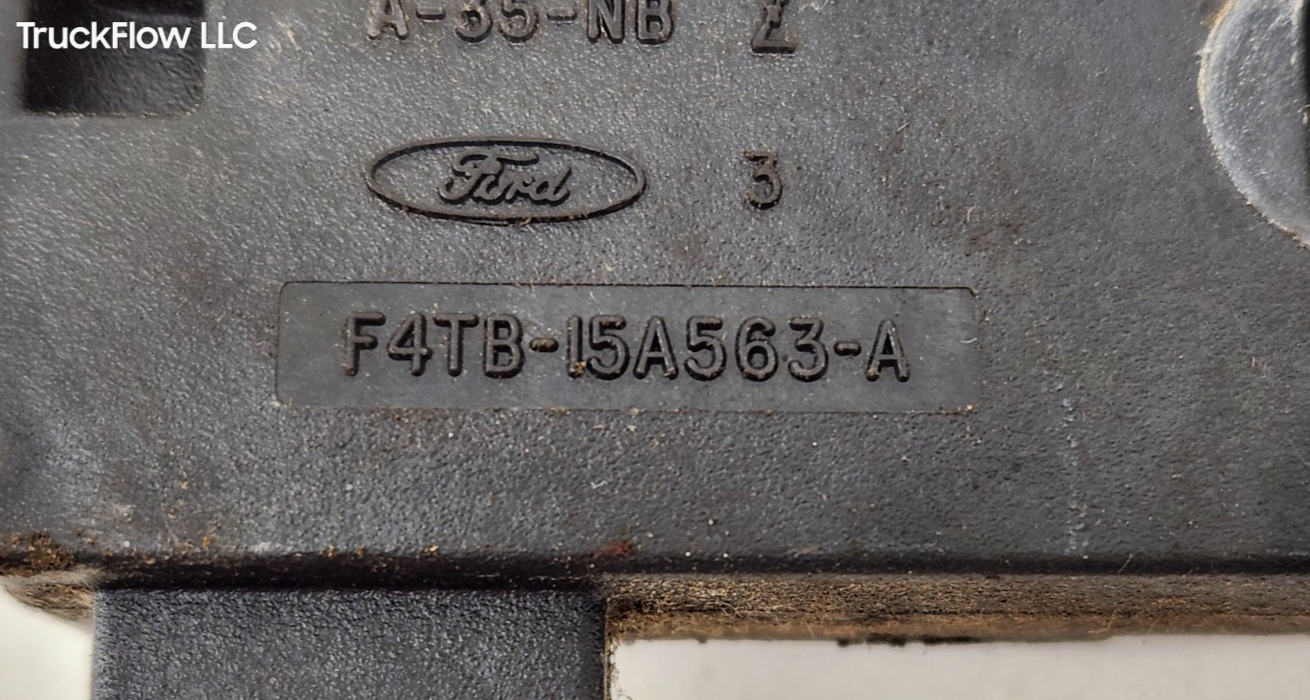 TruckFlow LLC
A-35-NB Z
Ford 3
F4TB-15A563-A